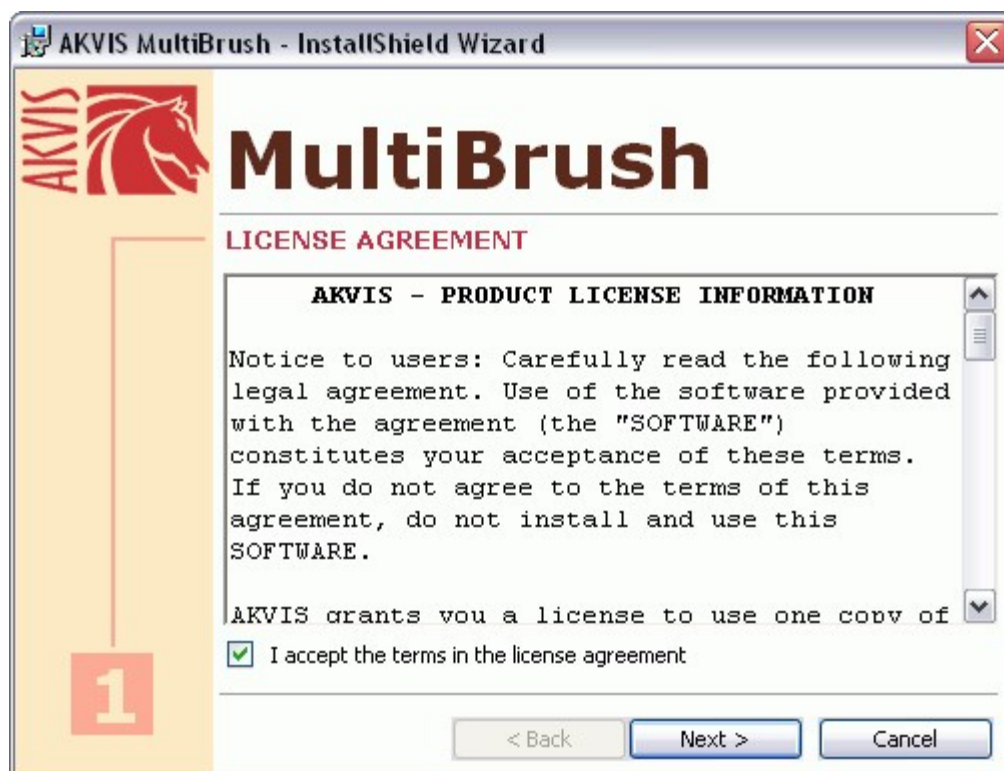 AKVIS MultiBrush - InstallShield Wizard
AKVIS
MultiBrush
LICENSE AGREEMENT
AKVIS - PRODUCT LICENSE INFORMATION
Notice to users: Carefully read the following
legal agreement. Use of the software provided
with the agreement (the "SOFTWARE")
constitutes your acceptance of these terms.
If you do not agree to the terms of this
agreement, do not install and use this
SOFTWARE.
AKVIS grants you a license to use one copy of
I accept the terms in the license agreement
1
< Back
Next >
Cancel